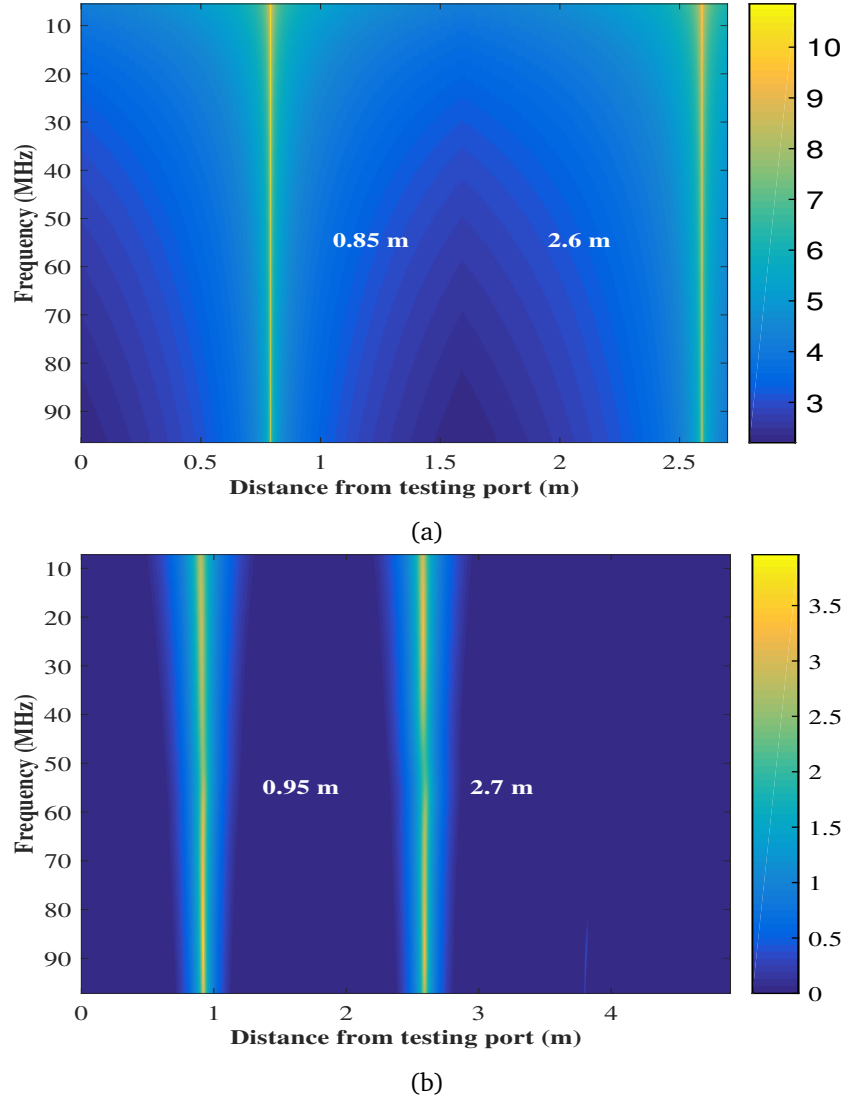 10
20
30
40
50
60
70
80
90
Frequency (MHz)
0.85 m
2.6 m
0 0.5 1 1.5 2 2.5
Distance from testing port (m)
10
9
8
7
6
5
4
3
(a)
10
20
30
40
50
60
70
80
90
Frequency (MHz)
0.95 m
2.7 m
0 1 2 3 4
Distance from testing port (m)
3.5
3
2.5
2
1.5
1
0.5
0
(b)